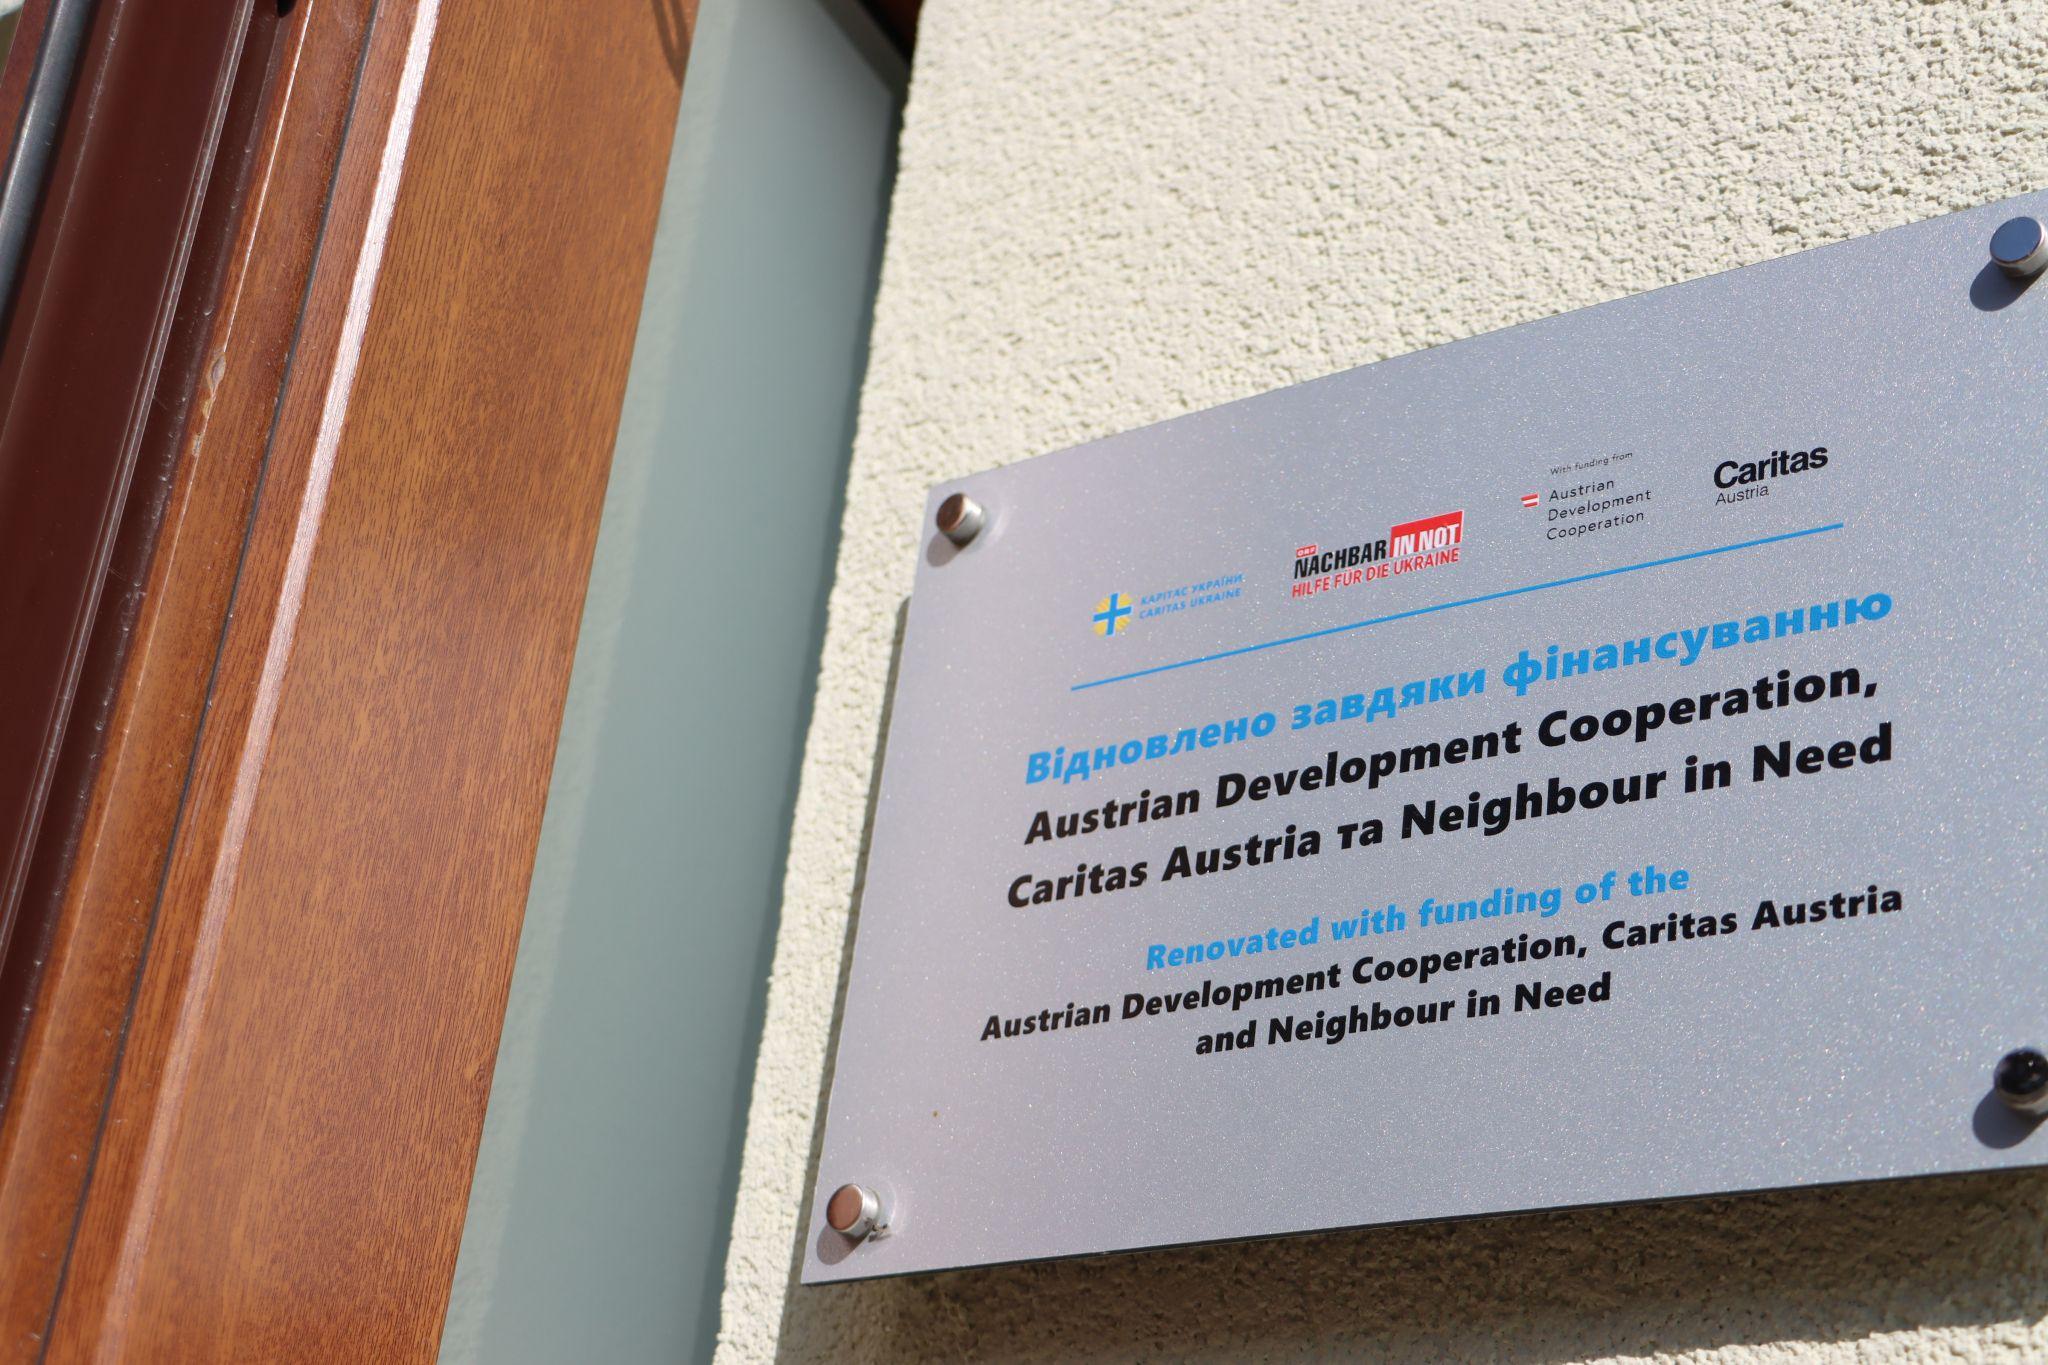 КАРІТАС УКРАЇНИ
CARITAS UKRAINE
ORF
NACHBAR IN NOT
HILFE FÜR DIE UKRAINE
With funding from
Austrian
Development
Cooperation
Caritas
Austria
Відновлено завдяки фінансуванню
Austrian Development Cooperation,
Caritas Austria та Neighbour in Need
Renovated with funding of the
Austrian Development Cooperation, Caritas Austria
and Neighbour in Need